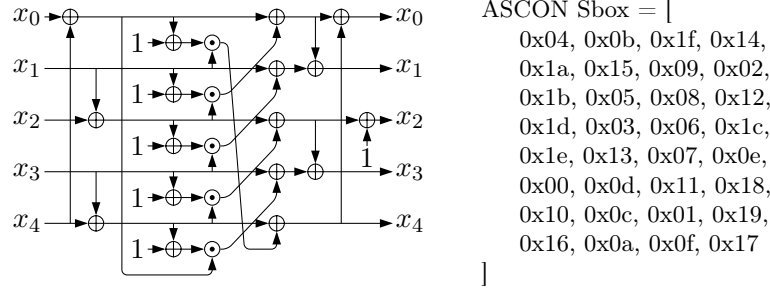 x₀ x₀
1
x₁ x₁
1
x₂ x₂
1 1
x₃ x₃
1
x₄ x₄
1
ASCON Sbox = [
0x04, 0x0b, 0x1f, 0x14,
0x1a, 0x15, 0x09, 0x02,
0x1b, 0x05, 0x08, 0x12,
0x1d, 0x03, 0x06, 0x1c,
0x1e, 0x13, 0x07, 0x0e,
0x00, 0x0d, 0x11, 0x18,
0x10, 0x0c, 0x01, 0x19,
0x16, 0x0a, 0x0f, 0x17
]